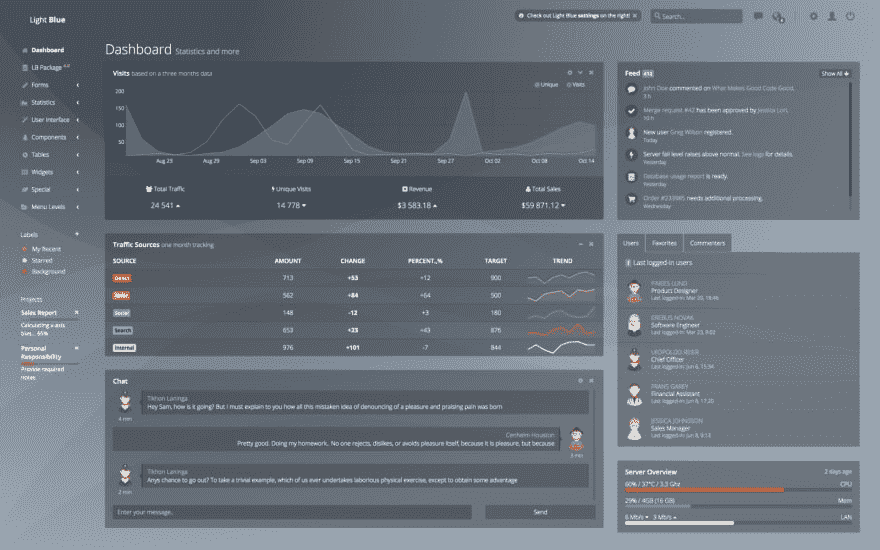 Light Blue
Check out Light Blue settings on the right!
Search...
Dashboard
LB Package 4.0
Forms
Statistics
User Interface
Components
Tables
Widgets
Special
Menu Levels
Labels
My Recent
Starred
Background
Projects
Sales Report
Calculating x-axis
bias... 65%
Personal
Responsibility
Provide required
notes
Dashboard Statistics and more
Visits based on a three months data
Unique Visits
200
150
100
50
Aug 23 Aug 29 Sep 03 Sep 09 Sep 15 Sep 21 Sep 27 Oct 02 Oct 08 Oct 14
Total Traffic Unique Visits Revenue Total Sales
24 541 14 778 $3 583.18 $59 871.12
Traffic Sources one month tracking
SOURCE AMOUNT CHANGE PERCENT.,% TARGET TREND
Direct 713 +53 +12 900
562 +84 +64 500
Social 148 -12 +3 180
Search 653 +23 +43 876
Internal 976 +101 -7 844
Chat
Tikhon Laninga
Hey Sam, how is it going? But I must explain to you how all this mistaken idea of denouncing of a pleasure and praising pain was born
4 min
Cenhelm Houston
Pretty good. Doing my homework.. No one rejects, dislikes, or avoids pleasure itself, because it is pleasure, but because
3 min
Tikhon Laninga
Anys chance to go out? To take a trivial example, which of us ever undertakes laborious physical exercise, except to obtain some advantage
2 min
Enter your message.
Send
Feed
Show All
John Doe commented on What Makes Good Code Good.
3 h
Merge request #42 has been approved by Jessica Lori.
10 h
New user Greg Wilson registered.
Today
Server fail level raises above normal. See logs for details.
Yesterday
Database usage report is ready.
Yesterday
needs additional processing.
Wednesday
Users Favorites Commenters
Last logged-in users
FINEES LUND
Product Designer
Last logged-in: Mar 20, 18:46
EREBUS NOVAK
Software Engineer
Last logged-in: Mar 23, 9:02
LEOPOLDO REIER
Chief Officer
Last logged-in: Jun 6, 15:34
FRANS GARRY
Financial Assistant
Last logged-in: Jun 8, 17:20
JESSICA JOHNSSON
Sales Manager
Last logged-in: Jun 8, 9:13
Server Overview 2 days ago
60% / 37°C / 3.3 Ghz CPU
29% / 4GB (16 GB) Mem
6 Mb/s 3 Mb/s LAN